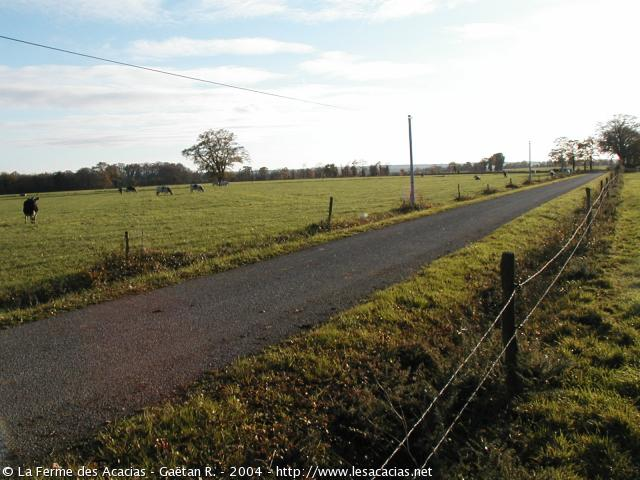 © La Ferme des Acacias - Gaëtan R. - 2004 - http://www.lesacacias.net